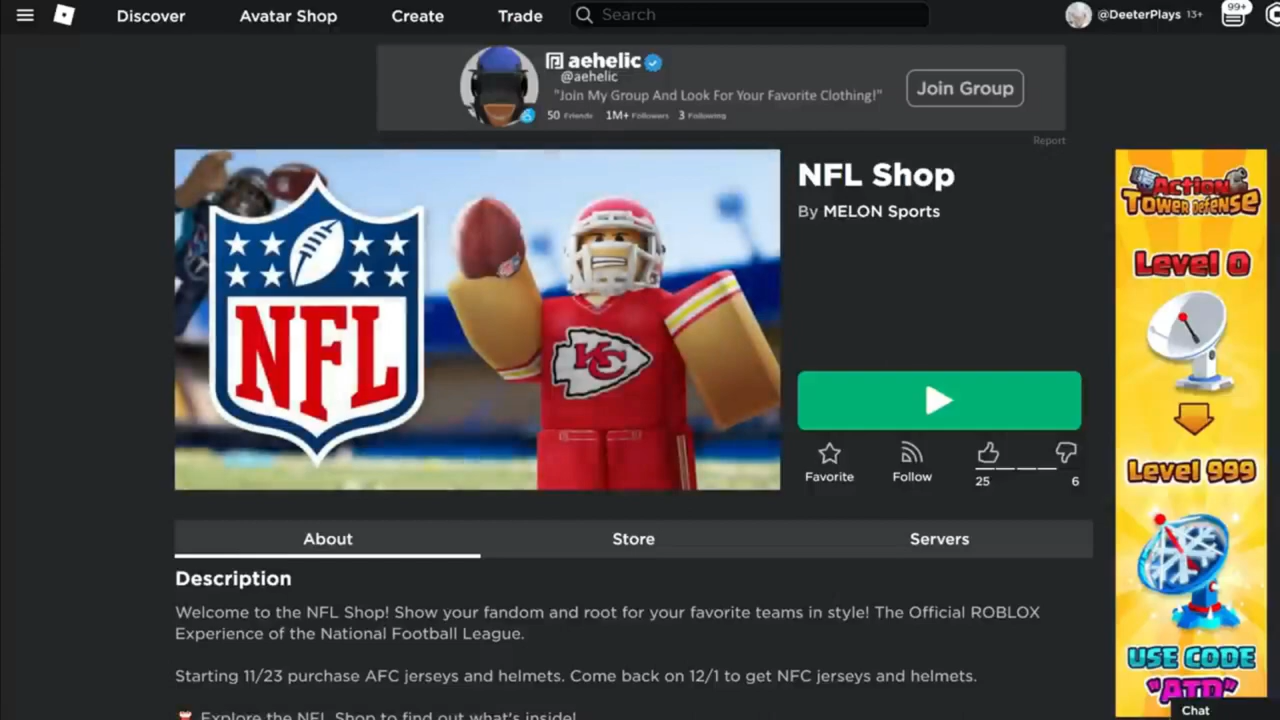 Discover Avatar Shop Create Trade Search @DeeterPlays 13+ 99+
aehelic
@aehelic
"Join My Group And Look For Your Favorite Clothing!"
50 Friends 1M+ Followers 3 Following
Join Group
Report
NFL
KC
NFL Shop
By MELON Sports
Favorite Follow 25 6
About Store Servers
Description
Welcome to the NFL Shop! Show your fandom and root for your favorite teams in style! The Official ROBLOX
Experience of the National Football League.
Starting 11/23 purchase AFC jerseys and helmets. Come back on 12/1 to get NFC jerseys and helmets.
Explore the NFL Shop to find out what's inside!
Action
Tower Defense
Level 0
Level 999
USE CODE
"ATD"
Chat